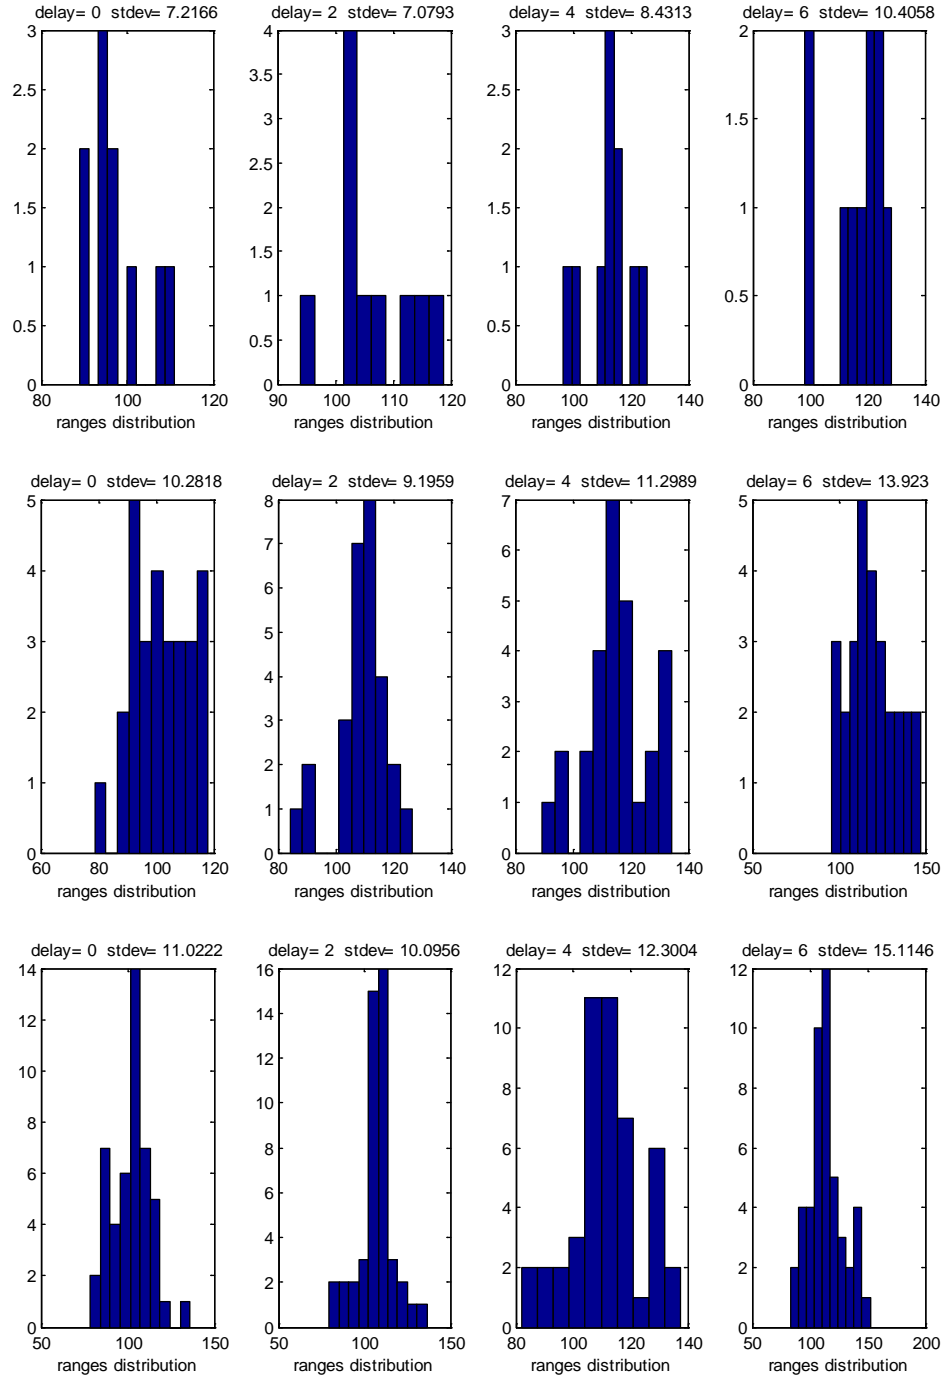 delay= 0 stdev= 7.2166
delay= 2 stdev= 7.0793
delay= 4 stdev= 8.4313
delay= 6 stdev= 10.4058
3
2.5
2
1.5
1
0.5
0
80 100 120
ranges distribution
4
3.5
3
2.5
2
1.5
1
0.5
0
90 100 110 120
ranges distribution
3
2.5
2
1.5
1
0.5
0
80 100 120 140
ranges distribution
2
1.5
1
0.5
0
80 100 120 140
ranges distribution
delay= 0 stdev= 10.2818
delay= 2 stdev= 9.1959
delay= 4 stdev= 11.2989
delay= 6 stdev= 13.923
5
4
3
2
1
0
60 80 100 120
ranges distribution
8
7
6
5
4
3
2
1
0
80 100 120 140
ranges distribution
7
6
5
4
3
2
1
0
80 100 120 140
ranges distribution
5
4
3
2
1
0
50 100 150
ranges distribution
delay= 0 stdev= 11.0222
delay= 2 stdev= 10.0956
delay= 4 stdev= 12.3004
delay= 6 stdev= 15.1146
14
12
10
8
6
4
2
0
50 100 150
ranges distribution
16
14
12
10
8
6
4
2
0
50 100 150
ranges distribution
12
10
8
6
4
2
0
80 100 120 140
ranges distribution
12
10
8
6
4
2
0
50 100 150 200
ranges distribution